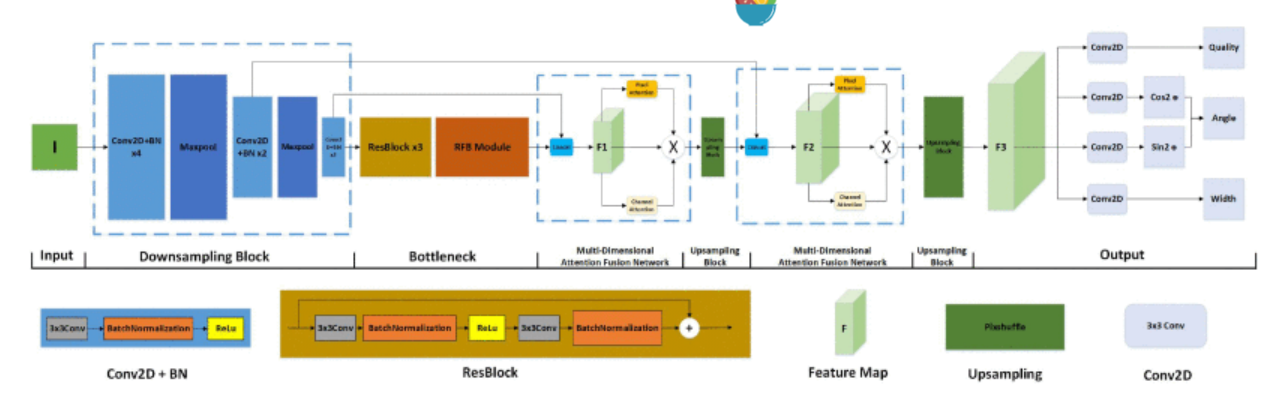 I
Conv2D+BN
x4
Maxpool
Conv2D
+BN x2
Maxpool
ResBlock x3
RFB Module
Concat
F1
Pixel
Attention
Channel
Attention
X
Upsampling
Block
Concat
F2
Pixel
Attention
Channel
Attention
X
Upsampling
Block
F3
Conv2D
Quality
Conv2D
Cos2 θ
Angle
Conv2D
Sin2 θ
Conv2D
Width
Input
Downsampling Block
Bottleneck
Multi-Dimensional
Attention Fusion Network
Upsampling
Block
Multi-Dimensional
Attention Fusion Network
Upsampling
Block
Output
3x3Conv
BatchNormalization
ReLu
Conv2D + BN
3x3Conv
BatchNormalization
ReLu
3x3Conv
BatchNormalization
+
ResBlock
F
Feature Map
Pixshuffle
Upsampling
3x3 Conv
Conv2D